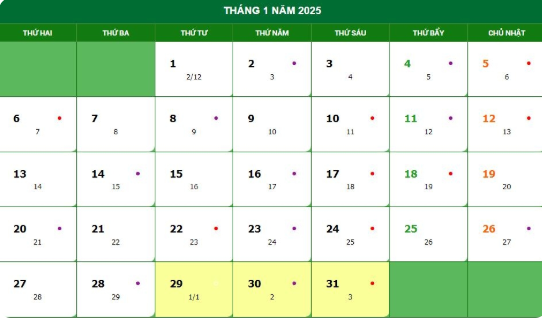 THÁNG 1 NĂM 2025
THỨ HAI THỨ BA THỨ TƯ THỨ NĂM THỨ SÁU THỨ BẨY CHỦ NHẬT
1 2 3 4 5
2/12 3 4 5 6
6 7 8 9 10 11 12
7 8 9 10 11 12 13
13 14 15 16 17 18 19
14 15 16 17 18 19 20
20 21 22 23 24 25 26
21 22 23 24 25 26 27
27 28 29 30 31
28 29 1/1 2 3